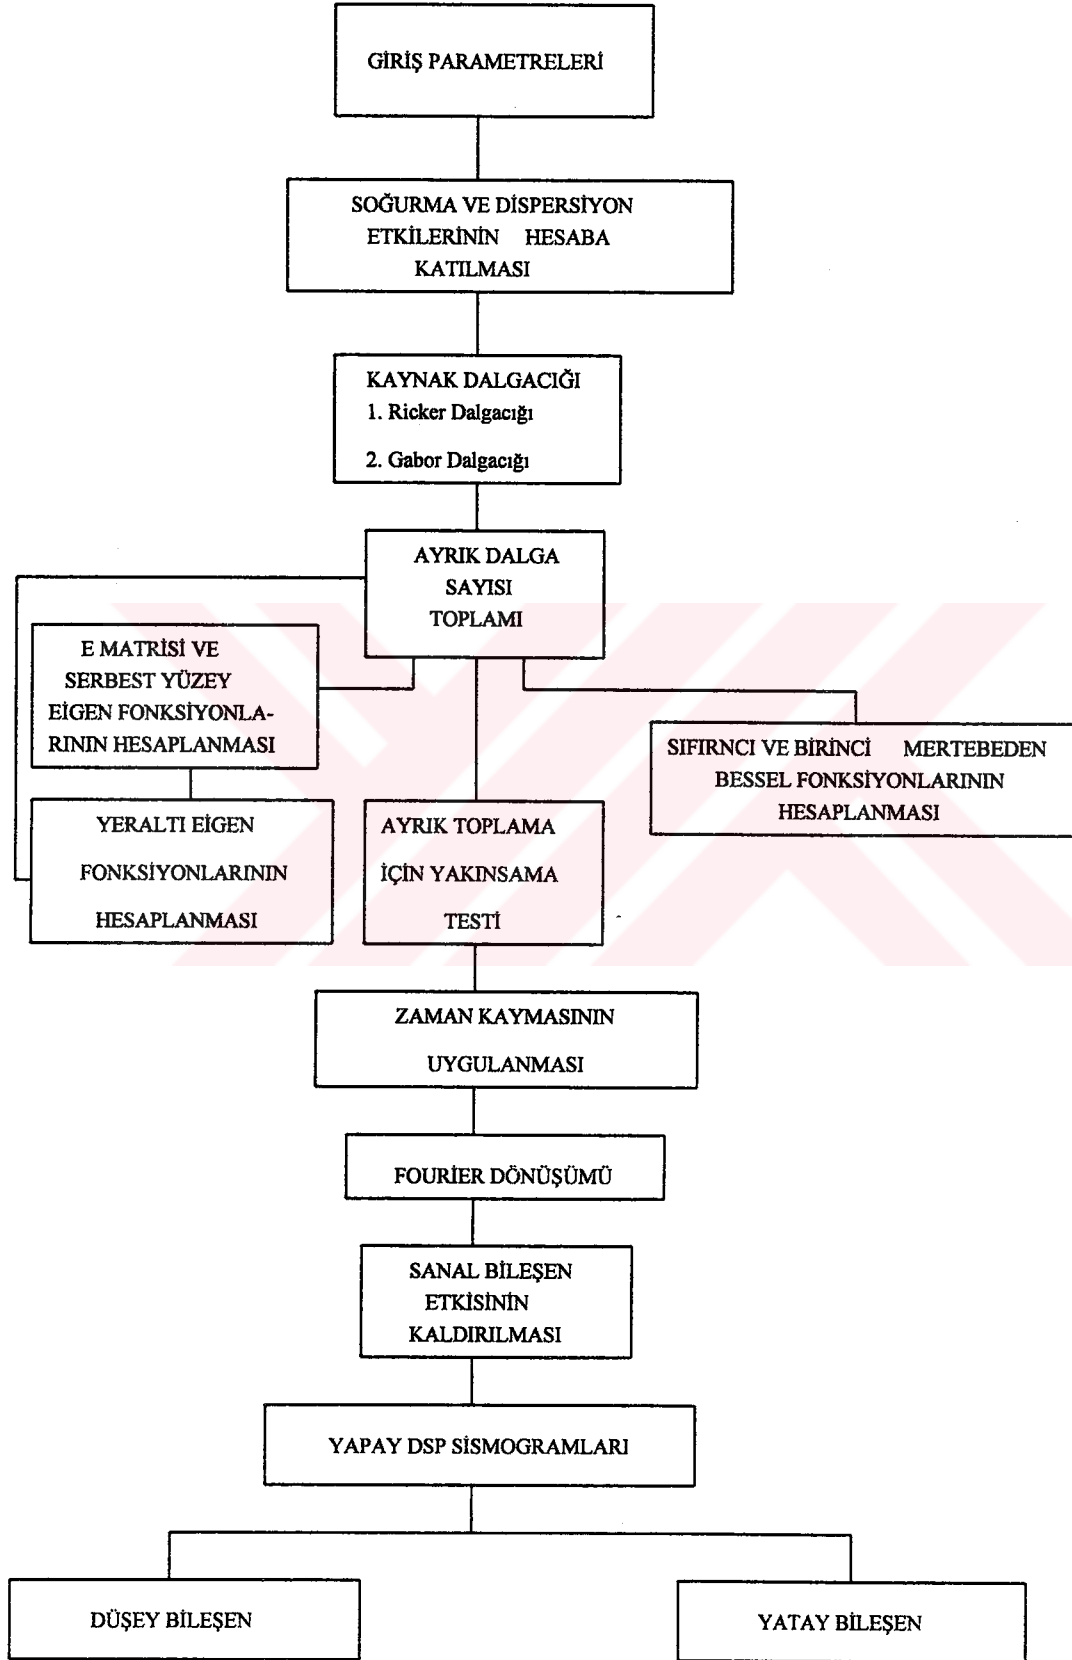 GİRİŞ PARAMETRELERİ
SOĞURMA VE DİSPERSİYON
ETKİLERİNİN HESABA
KATILMASI
KAYNAK DALGACIĞI
1. Ricker Dalgacığı
2. Gabor Dalgacığı
AYRIK DALGA
SAYISI
TOPLAMI
E MATRİSİ VE
SERBEST YÜZEY
EİGEN FONKSİYONLA-
RININ HESAPLANMASI
SIFIRNCI VE BİRİNCİ MERTEBEDEN
BESSEL FONKSİYONLARININ
HESAPLANMASI
YERALTI EİGEN
FONKSİYONLARININ
HESAPLANMASI
AYRIK TOPLAMA
İÇİN YAKINSAMA
TESTİ
ZAMAN KAYMASININ
UYGULANMASI
FOURİER DÖNÜŞÜMÜ
SANAL BİLEŞEN
ETKİSİNİN
KALDIRILMASI
YAPAY DSP SİSMOGRAMLARI
DÜŞEY BİLEŞEN
YATAY BİLEŞEN